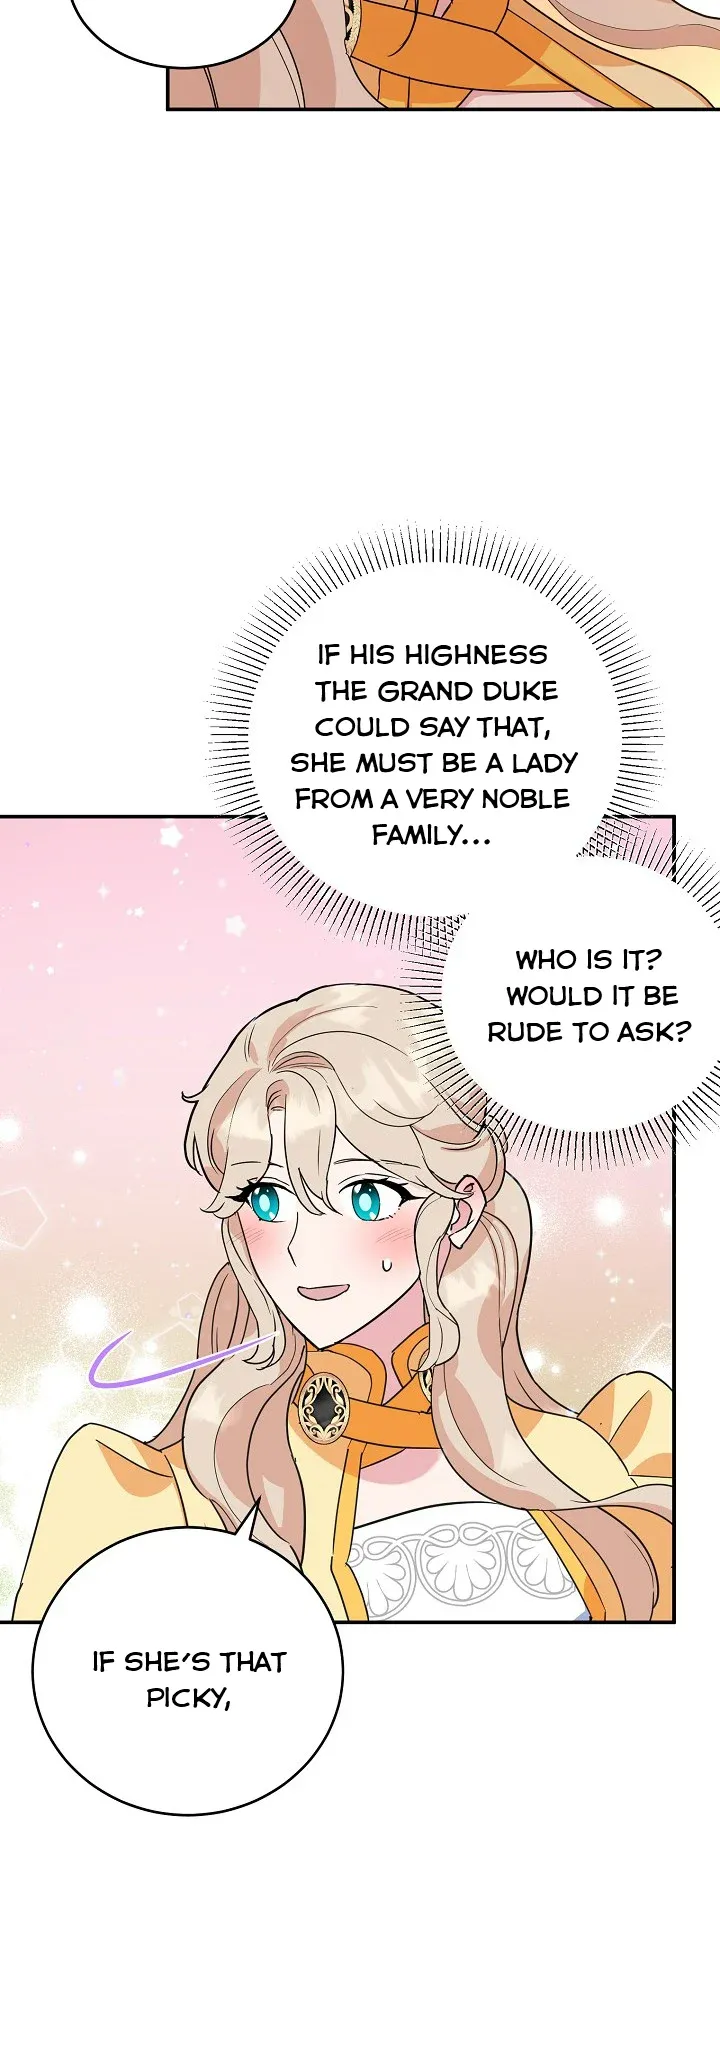 IF HIS HIGHNESS
THE GRAND DUKE
COULD SAY THAT,
SHE MUST BE A LADY
FROM A VERY NOBLE
FAMILY...
WHO IS IT?
WOULD IT BE
RUDE TO ASK?
IF SHE'S THAT
PICKY,